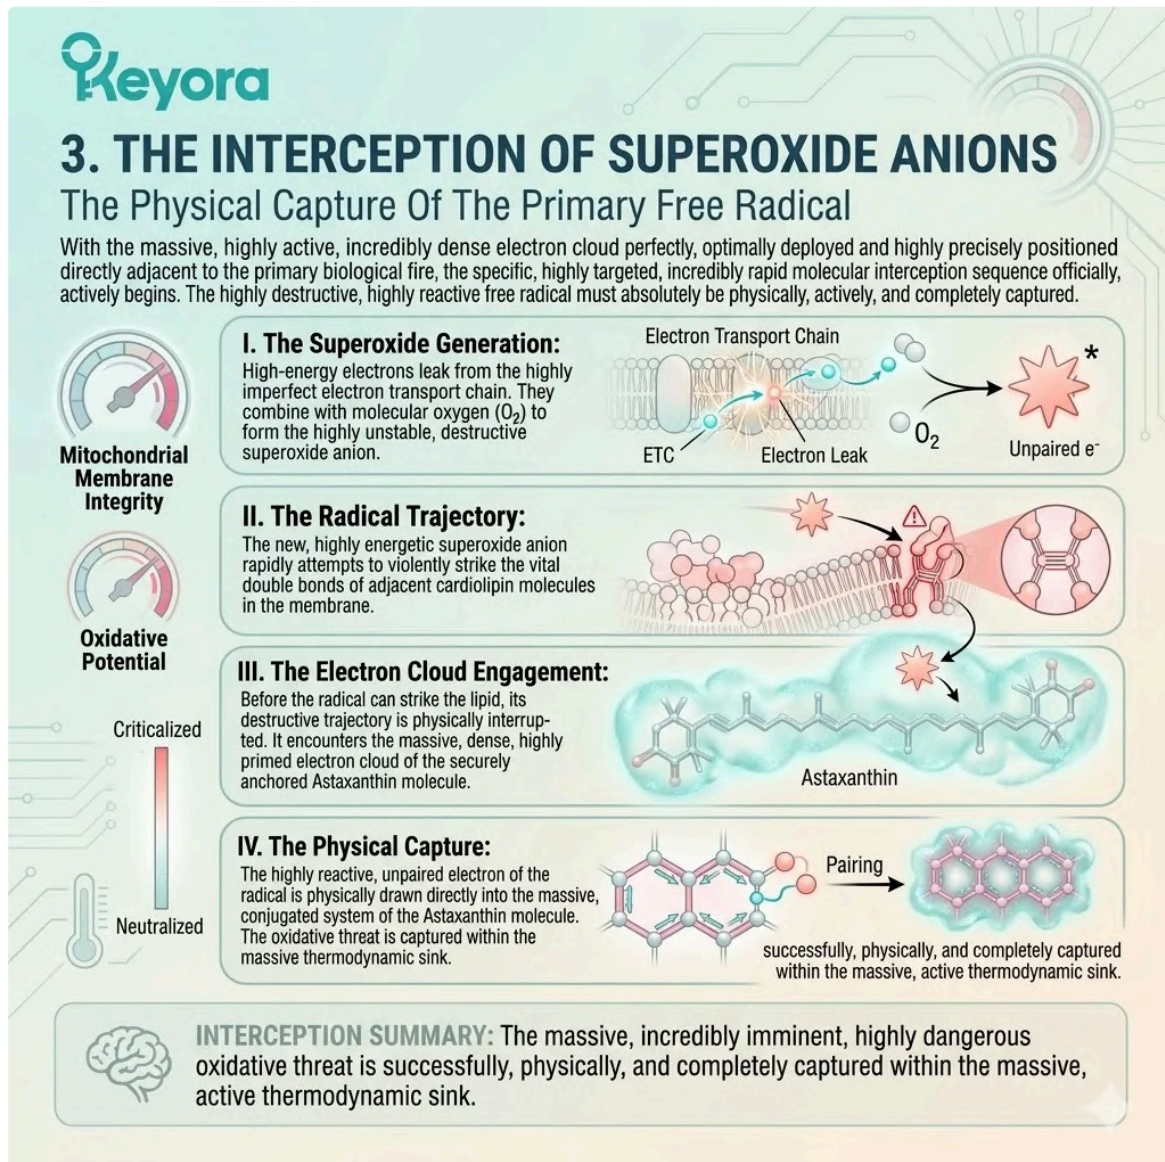 Keyora
3. THE INTERCEPTION OF SUPEROXIDE ANIONS
The Physical Capture Of The Primary Free Radical
With the massive, highly active, incredibly dense electron cloud perfectly, optimally deployed and highly precisely positioned
directly adjacent to the primary biological fire, the specific, highly targeted, incredibly rapid molecular interception sequence officially,
actively begins. The highly destructive, highly reactive free radical must absolutely be physically, actively, and completely captured.
Mitochondrial
Membrane
Integrity
Oxidative
Potential
Criticalized
Neutralized
I. The Superoxide Generation:
High-energy electrons leak from the highly
imperfect electron transport chain. They
combine with molecular oxygen (O₂) to
form the highly unstable, destructive
superoxide anion.
Electron Transport Chain
ETC
Electron Leak
O₂
*
Unpaired e⁻
II. The Radical Trajectory:
The new, highly energetic superoxide anion
rapidly attempts to violently strike the vital
double bonds of adjacent cardiolipin molecules
in the membrane.
!
III. The Electron Cloud Engagement:
Before the radical can strike the lipid, its
destructive trajectory is physically interrup-
ted. It encounters the massive, dense, highly
primed electron cloud of the securely
anchored Astaxanthin molecule.
Astaxanthin
IV. The Physical Capture:
The highly reactive, unpaired electron of the
radical is physically drawn directly into the massive,
conjugated system of the Astaxanthin molecule.
The oxidative threat is captured within the
massive thermodynamic sink.
Pairing
successfully, physically, and completely captured
within the massive, active thermodynamic sink.
INTERCEPTION SUMMARY: The massive, incredibly imminent, highly dangerous
oxidative threat is successfully, physically, and completely captured within the massive,
active thermodynamic sink.